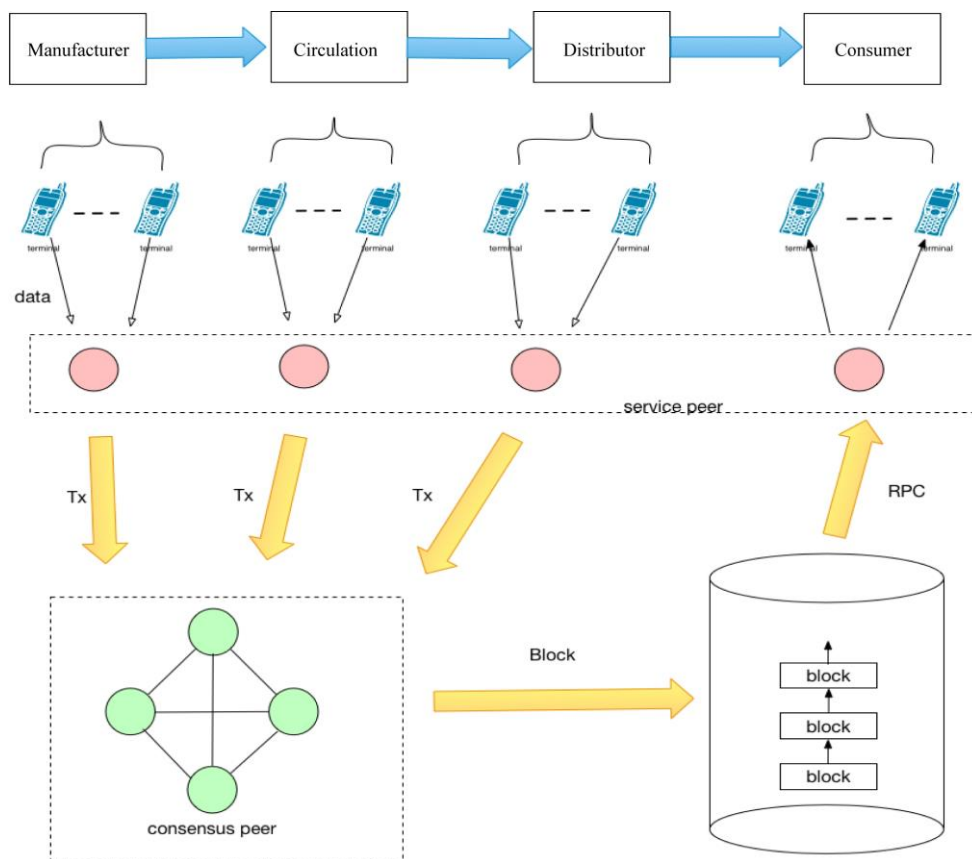 Manufacturer
Circulation
Distributor
Consumer
terminal
terminal
terminal
terminal
terminal
terminal
terminal
terminal
data
service peer
Tx
Tx
Tx
RPC
Block
block
block
block
consensus peer